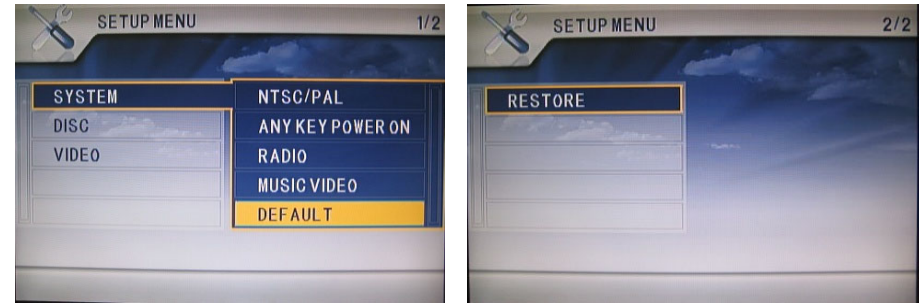 SETUP MENU 1/2
SYSTEM
DISC
VIDEO
NTSC/PAL
ANY KEY POWER ON
RADIO
MUSIC VIDEO
DEFAULT
SETUP MENU 2/2
RESTORE